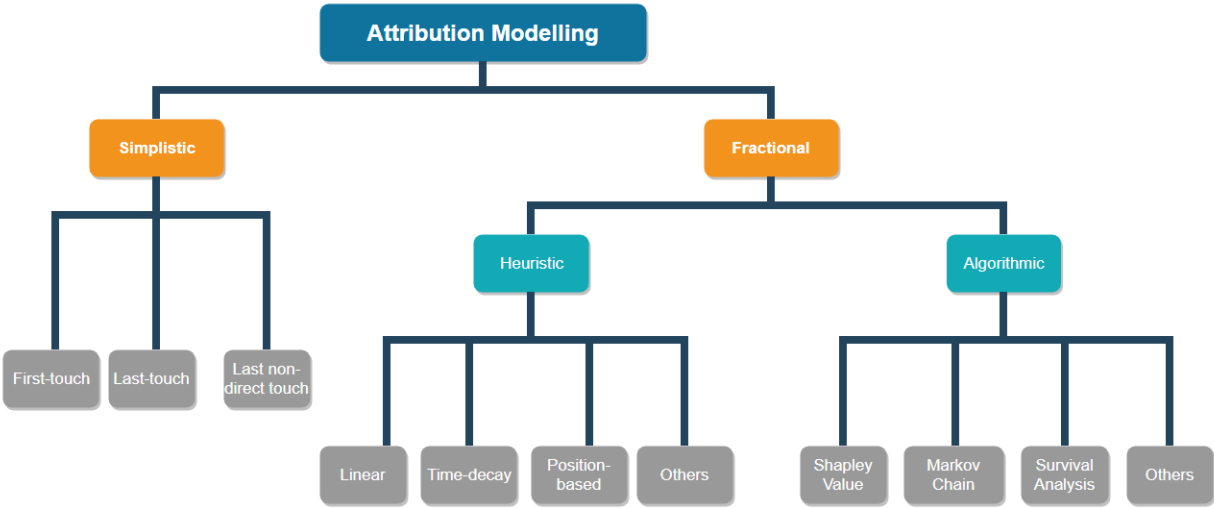 Attribution Modelling
Simplistic
Fractional
Heuristic
Algorithmic
First-touch
Last-touch
Last non-
direct touch
Linear
Time-decay
Position-
based
Others
Shapley
Value
Markov
Chain
Survival
Analysis
Others